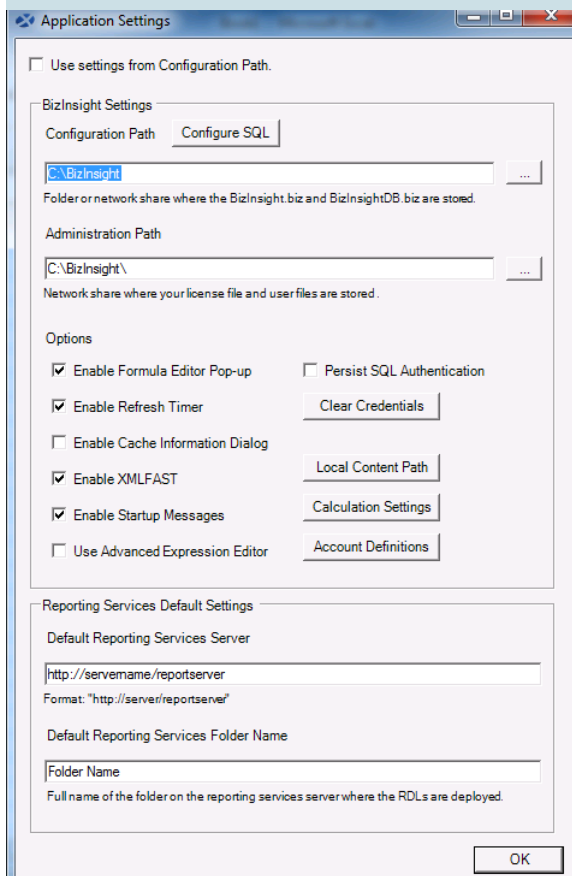 Application Settings
Use settings from Configuration Path.
BizInsight Settings
Configuration Path
Configure SQL
C:\BizInsight
...
Folder or network share where the BizInsight.biz and BizInsightDB.biz are stored.
Administration Path
C:\BizInsight\
...
Network share where your license file and user files are stored .
Options
Enable Formula Editor Pop-up
Persist SQL Authentication
Enable Refresh Timer
Clear Credentials
Enable Cache Information Dialog
Local Content Path
Enable XMLFAST
Calculation Settings
Enable Startup Messages
Account Definitions
Use Advanced Expression Editor
Reporting Services Default Settings
Default Reporting Services Server
http://servername/reportserver
Format: "http://server/reportserver"
Default Reporting Services Folder Name
Folder Name
Full name of the folder on the reporting services server where the RDLs are deployed.
OK